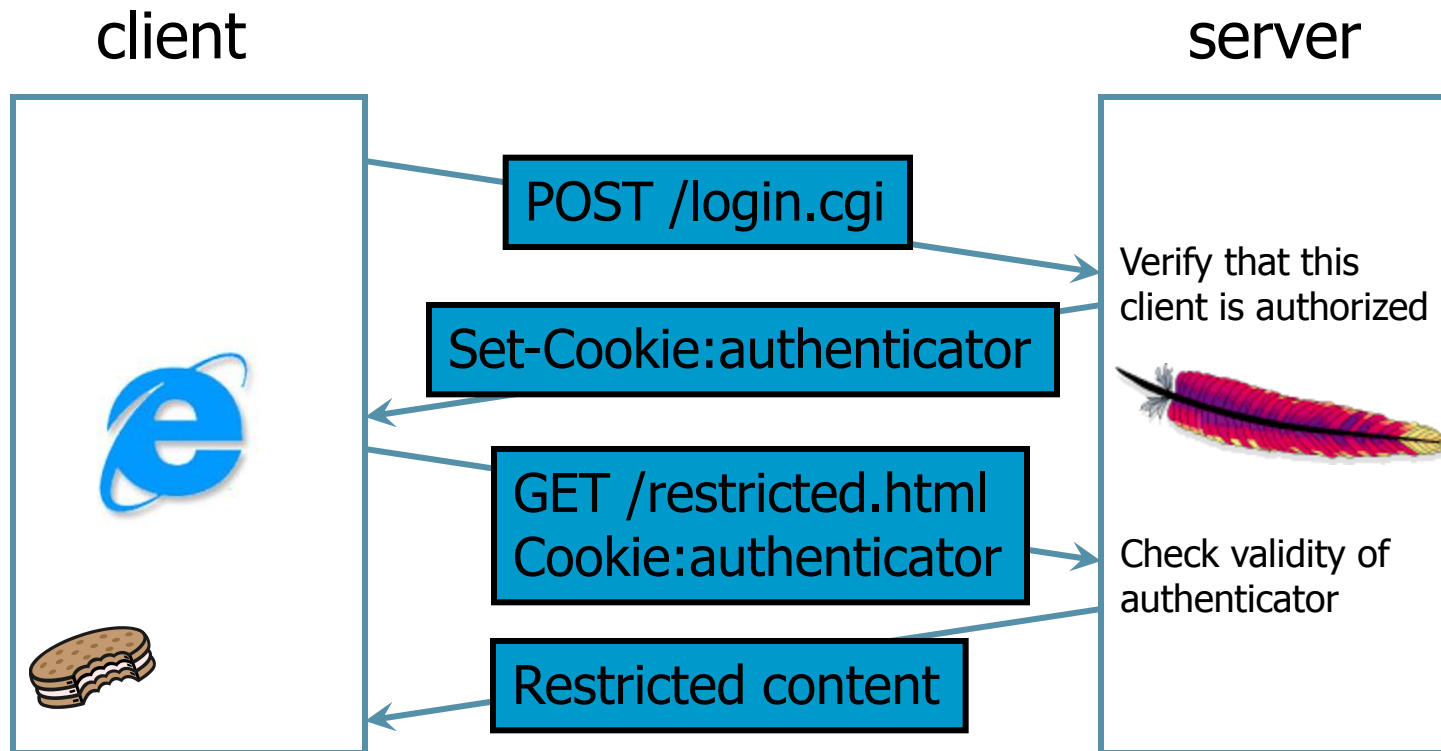 client
server
POST /login.cgi
Verify that this
client is authorized
Set-Cookie:authenticator
GET /restricted.html
Cookie:authenticator
Check validity of
authenticator
Restricted content